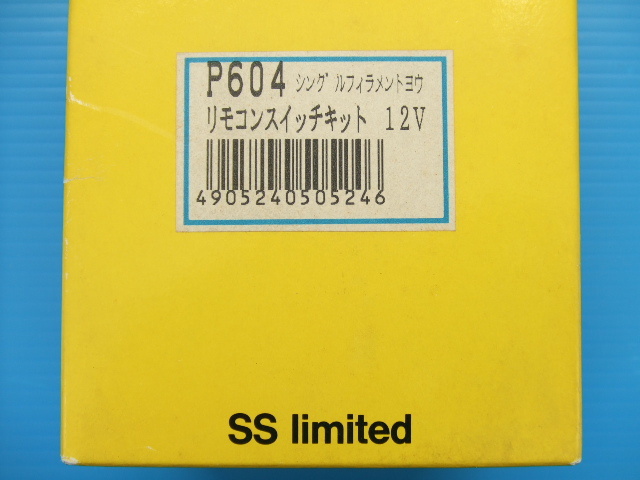 P604 シングルフィラメントヨウ
リモコンスイッチキット 12V
4905240505246
SS limited